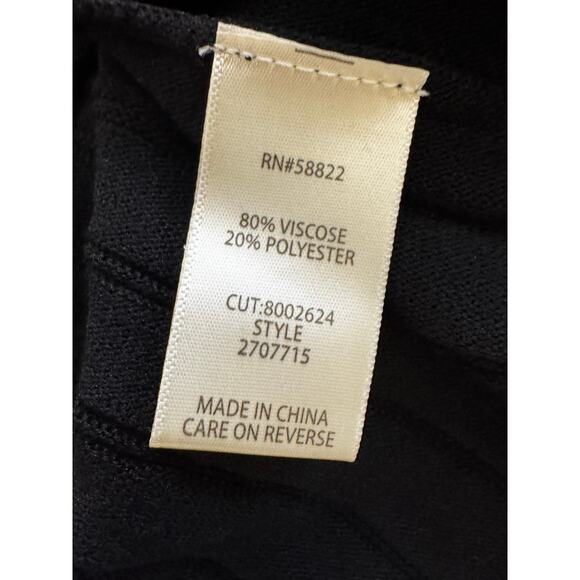 RN#58822
80% VISCOSE
20% POLYESTER
CUT:8002624
STYLE
2707715
MADE IN CHINA
CARE ON REVERSE